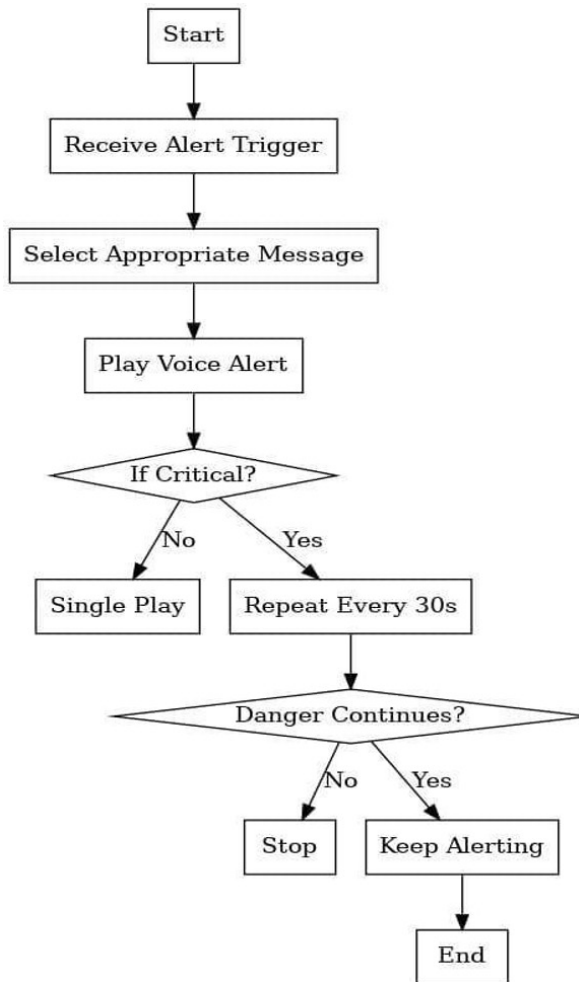 Start
Receive Alert Trigger
Select Appropriate Message
Play Voice Alert
If Critical?
No
Yes
Single Play
Repeat Every 30s
Danger Continues?
No
Yes
Stop
Keep Alerting
End